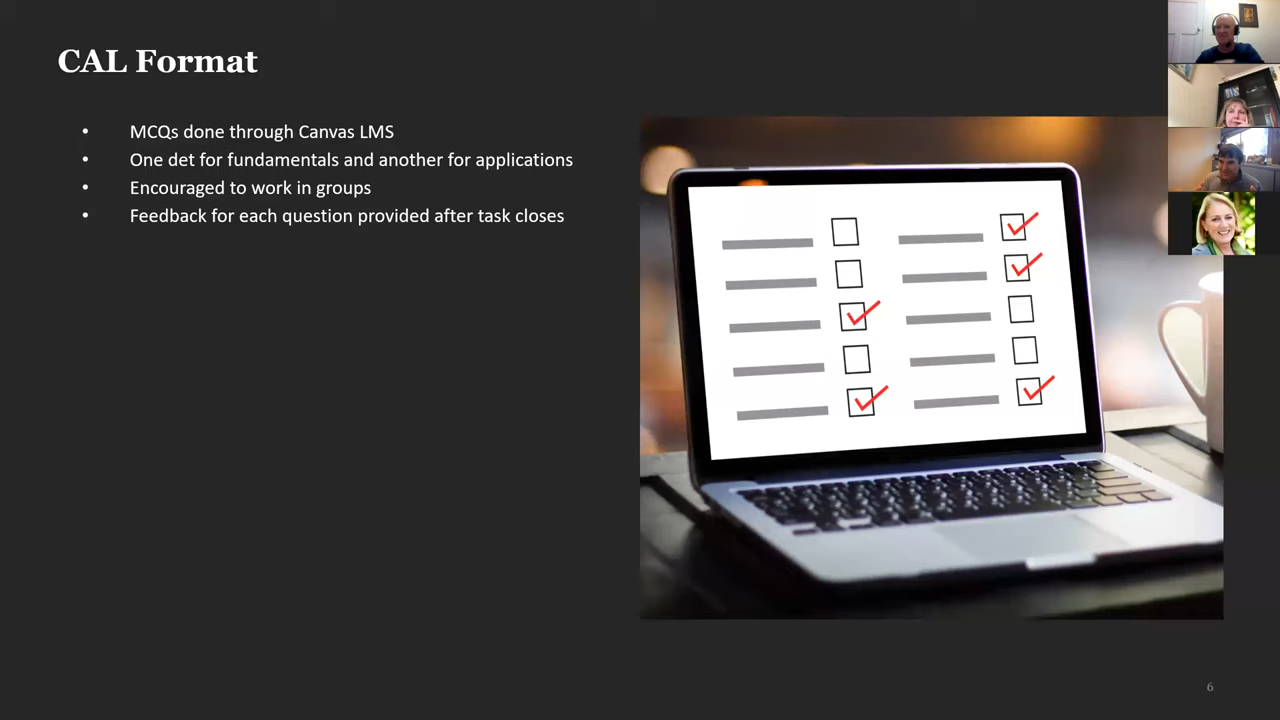 CAL Format
• MCQs done through Canvas LMS
• One det for fundamentals and another for applications
• Encouraged to work in groups
• Feedback for each question provided after task closes
6